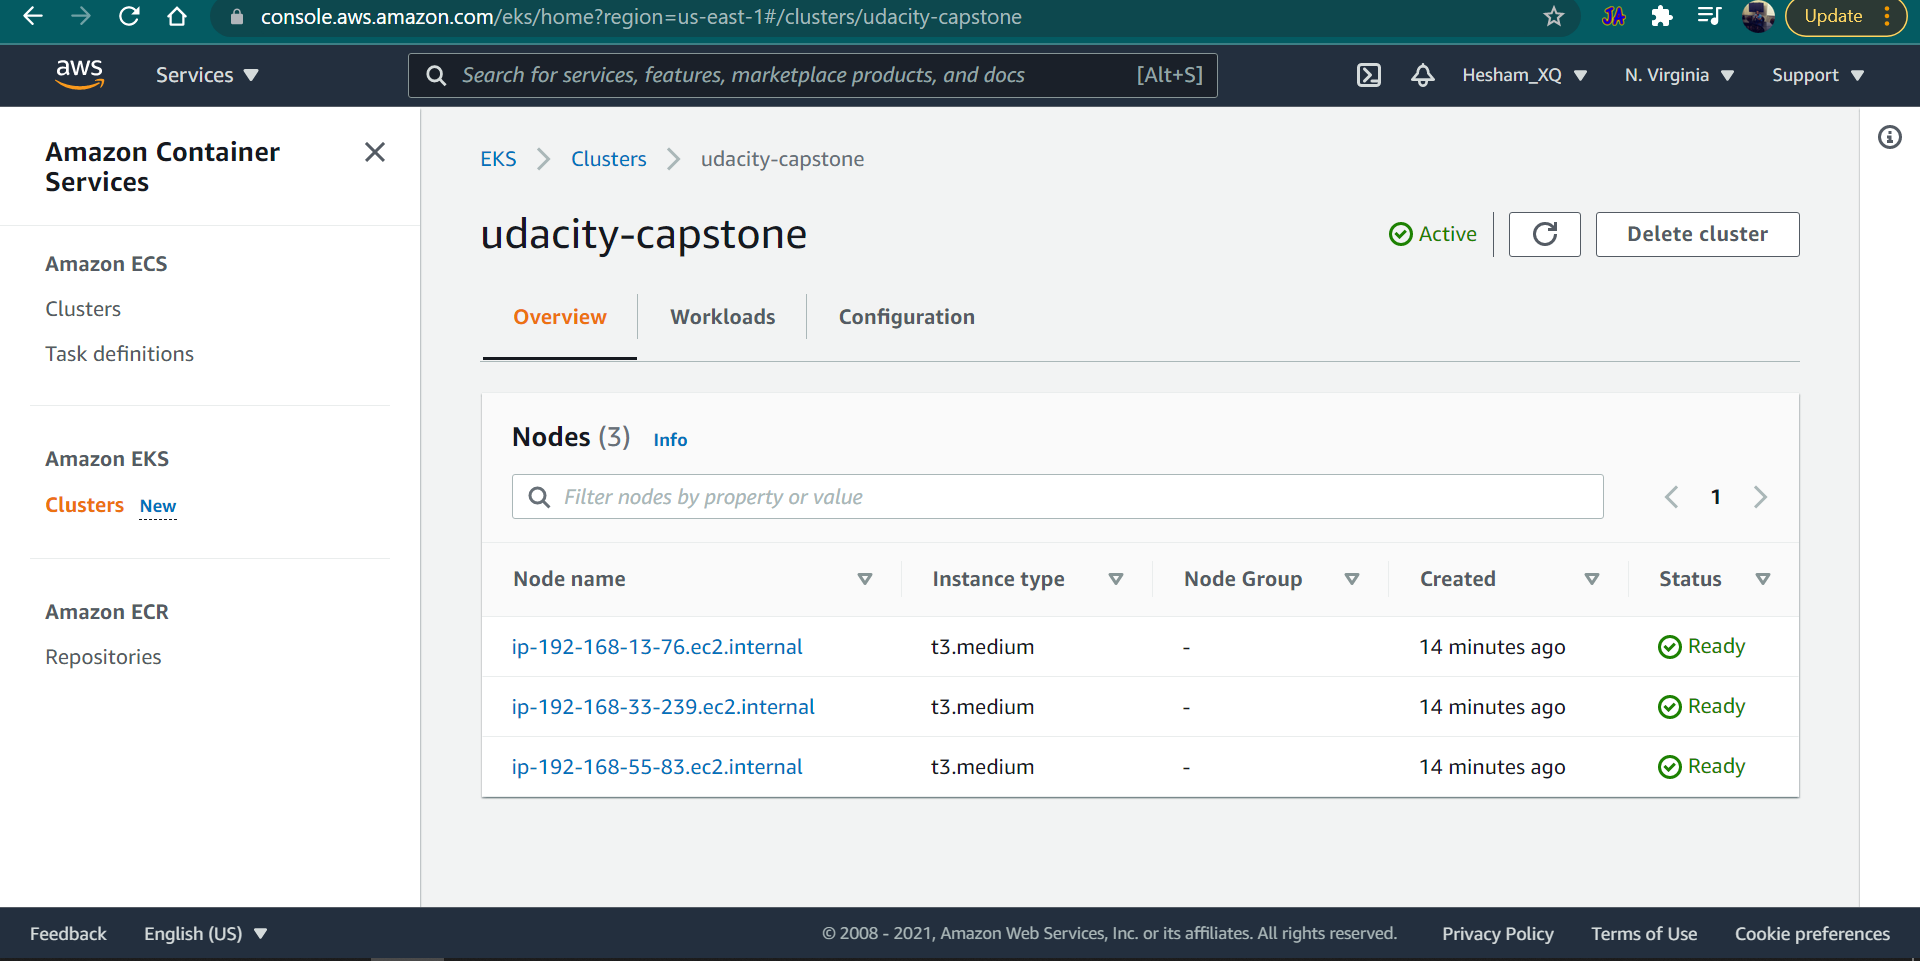 console.aws.amazon.com/eks/home?region=us-east-1#/clusters/udacity-capstone
JA
Update
aws
Services
Search for services, features, marketplace products, and docs
[Alt+S]
Hesham_XQ
N. Virginia
Support
Amazon Container
Services
Amazon ECS
Clusters
Task definitions
Amazon EKS
Clusters New
Amazon ECR
Repositories
EKS
Clusters
udacity-capstone
udacity-capstone
Active
Delete cluster
Overview
Workloads
Configuration
Nodes (3) Info
Filter nodes by property or value
1
Node name Instance type Node Group Created Status
ip-192-168-13-76.ec2.internal t3.medium - 14 minutes ago Ready
ip-192-168-33-239.ec2.internal t3.medium - 14 minutes ago Ready
ip-192-168-55-83.ec2.internal t3.medium - 14 minutes ago Ready
Feedback
English (US)
© 2008 - 2021, Amazon Web Services, Inc. or its affiliates. All rights reserved.
Privacy Policy
Terms of Use
Cookie preferences